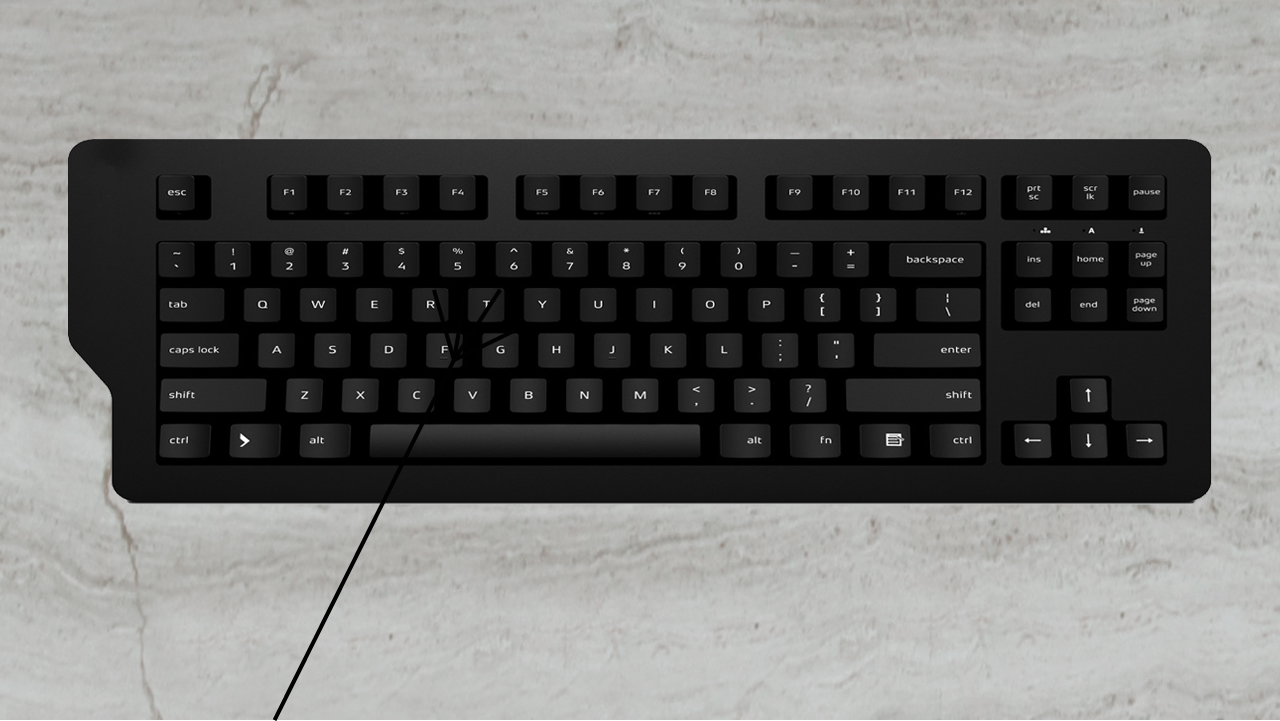 esc F1 F2 F3 F4 F5 F6 F7 F8 F9 F10 F11 F12 prt sc scr lk pause
A
~ ` ! 1 @ 2 # 3 $ 4 % 5 ^ 6 & 7 * 8 ( 9 ) 0 — - + = backspace ins home page up
tab Q W E R T Y U I O P { [ } ] ¦ \ del end page down
caps lock A S D F G H J K L : ; " ' enter
shift Z X C V B N M < , > . ? / shift ↑
ctrl alt alt fn ctrl ← ↓ →